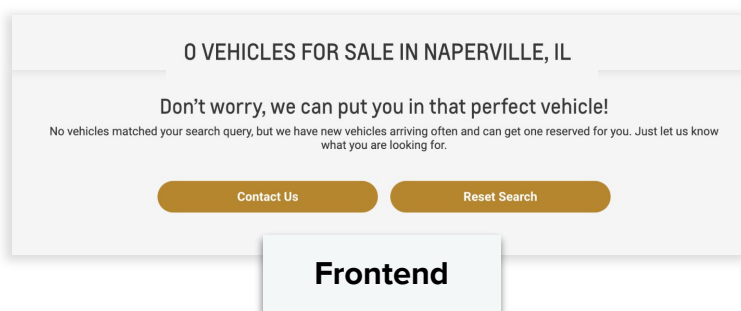 0 VEHICLES FOR SALE IN NAPERVILLE, IL
Don't worry, we can put you in that perfect vehicle!
No vehicles matched your search query, but we have new vehicles arriving often and can get one reserved for you. Just let us know
what you are looking for.
Contact Us
Reset Search
Frontend